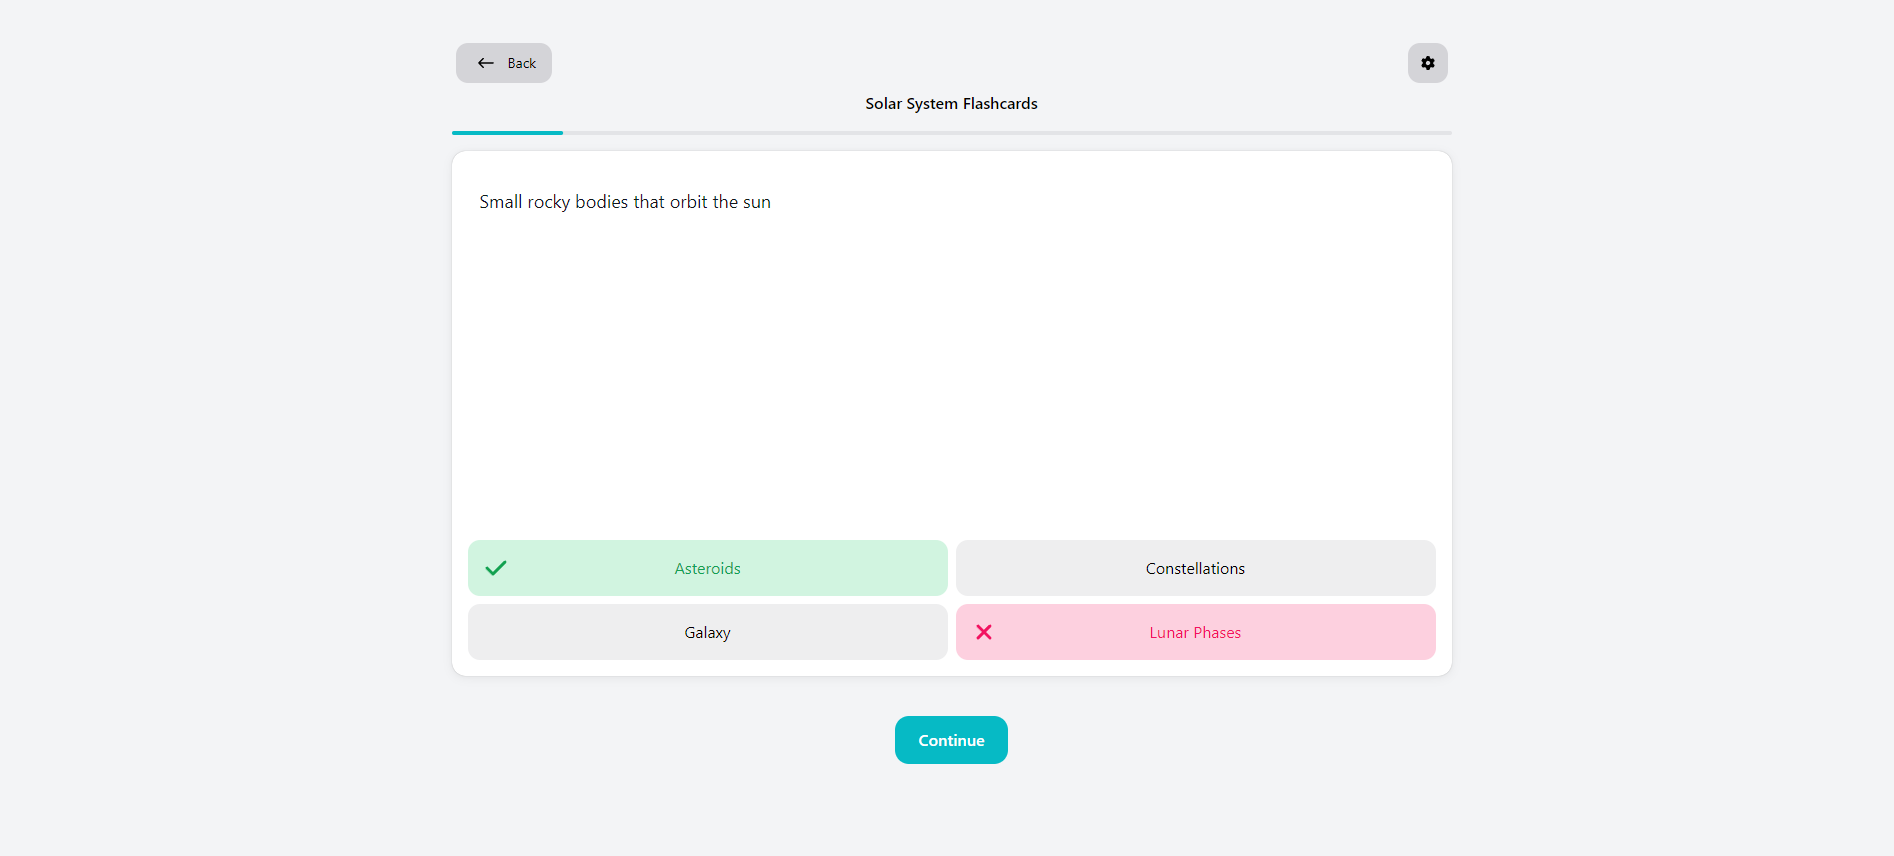 Back
Solar System Flashcards
Small rocky bodies that orbit the sun
Asteroids
Constellations
Galaxy
Lunar Phases
Continue